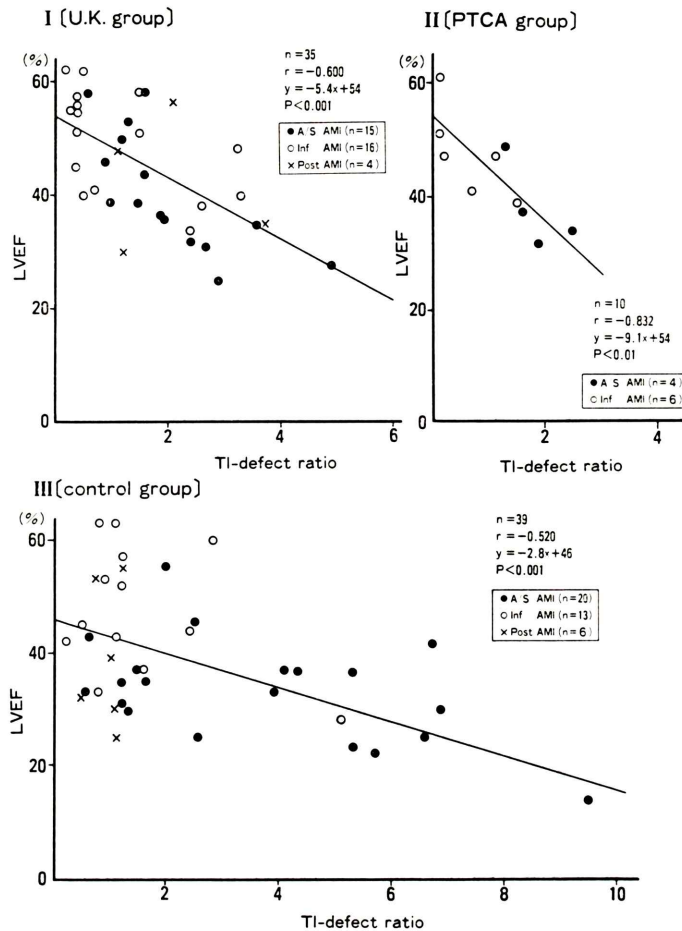 I (U.K. group)
(%)
60
40
20
0
LVEF
2
4
6
Tl-defect ratio
n=35
r=-0.600
y=-5.4x+54
P<0.001
● A/S AMI (n=15)
○ Inf AMI (n=16)
× Post AMI (n=4)
II (PTCA group)
(%)
60
40
20
0
LVEF
2
4
Tl-defect ratio
n=10
r=-0.832
y=-9.1x+54
P<0.01
● A S AMI (n=4)
○ Inf AMI (n=6)
III (control group)
(%)
60
40
20
0
LVEF
2
4
6
8
10
Tl-defect ratio
n=39
r=-0.520
y=-2.8x+46
P<0.001
● A/S AMI (n=20)
○ Inf AMI (n=13)
× Post AMI (n=6)